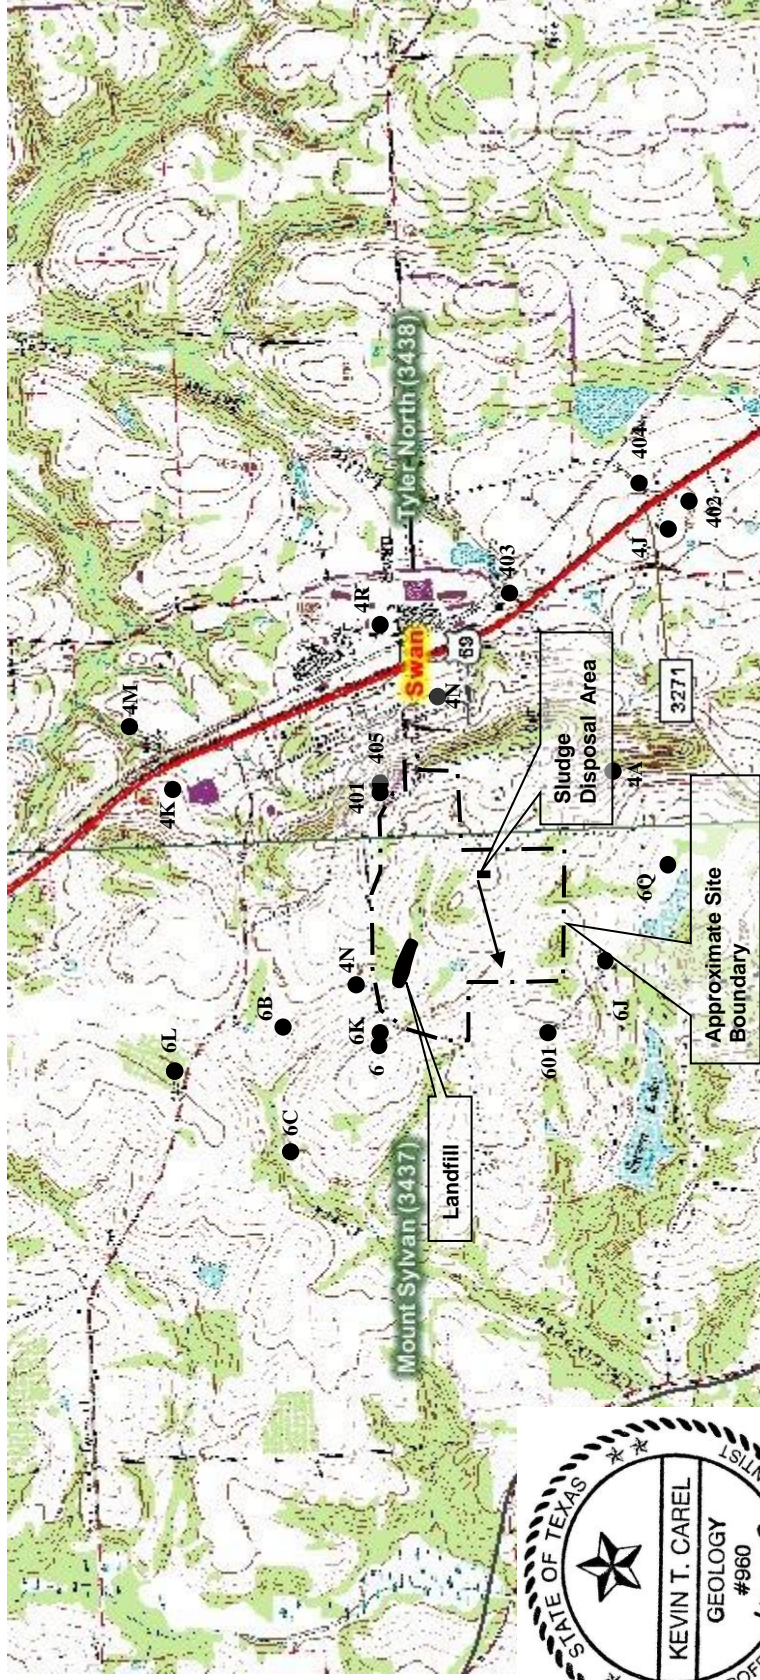 Tyler North (3438)
Mount Sylvan (3437)
Swan
69
3271
4M
4K
4R
403
404
4J
402
4N
405
401
4A
6Q
4N
6B
6L
6K
6
6C
601
6J
Sludge
Disposal Area
Approximate Site
Boundary
Landfill
Swan Lake
STATE OF TEXAS
KEVIN T. CAREL
GEOLOGY
#960